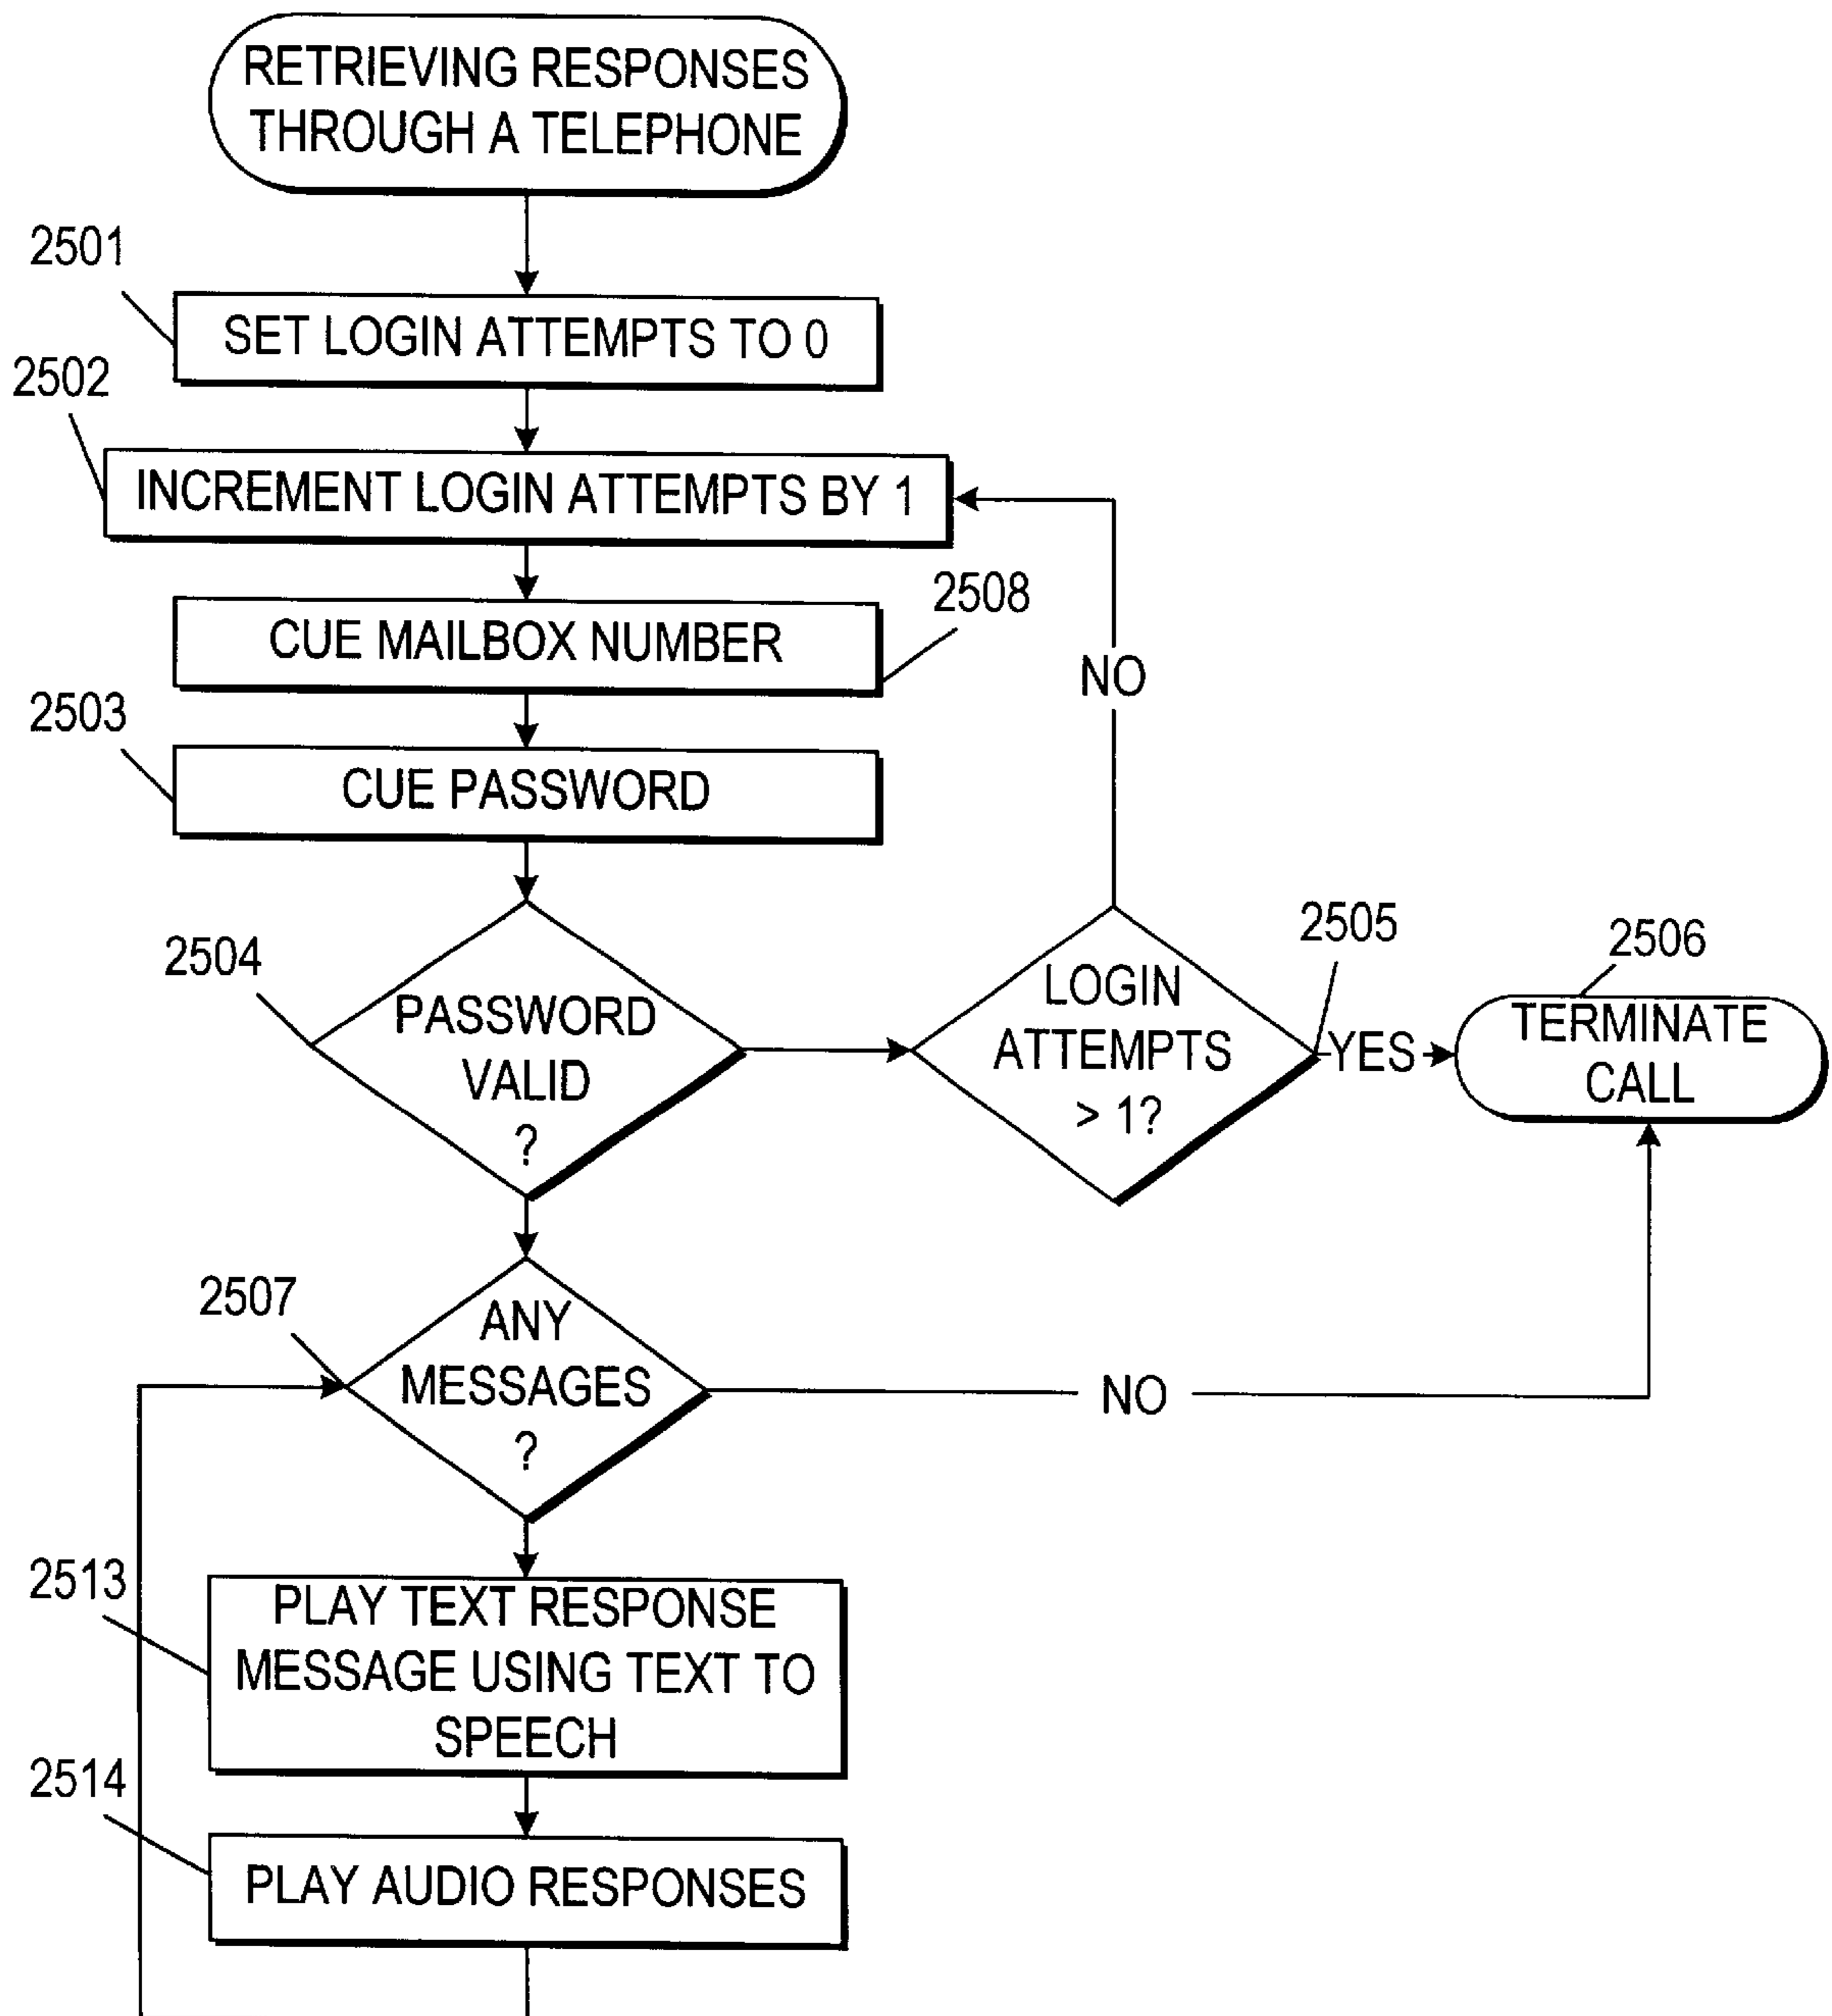 RETRIEVING RESPONSES
THROUGH A TELEPHONE
2501
SET LOGIN ATTEMPTS TO 0
2502
INCREMENT LOGIN ATTEMPTS BY 1
2508
CUE MAILBOX NUMBER
NO
2503
CUE PASSWORD
2504
PASSWORD
VALID
?
2505
LOGIN
ATTEMPTS
> 1?
YES
2506
TERMINATE
CALL
2507
ANY
MESSAGES
?
NO
2513
PLAY TEXT RESPONSE
MESSAGE USING TEXT TO
SPEECH
2514
PLAY AUDIO RESPONSES